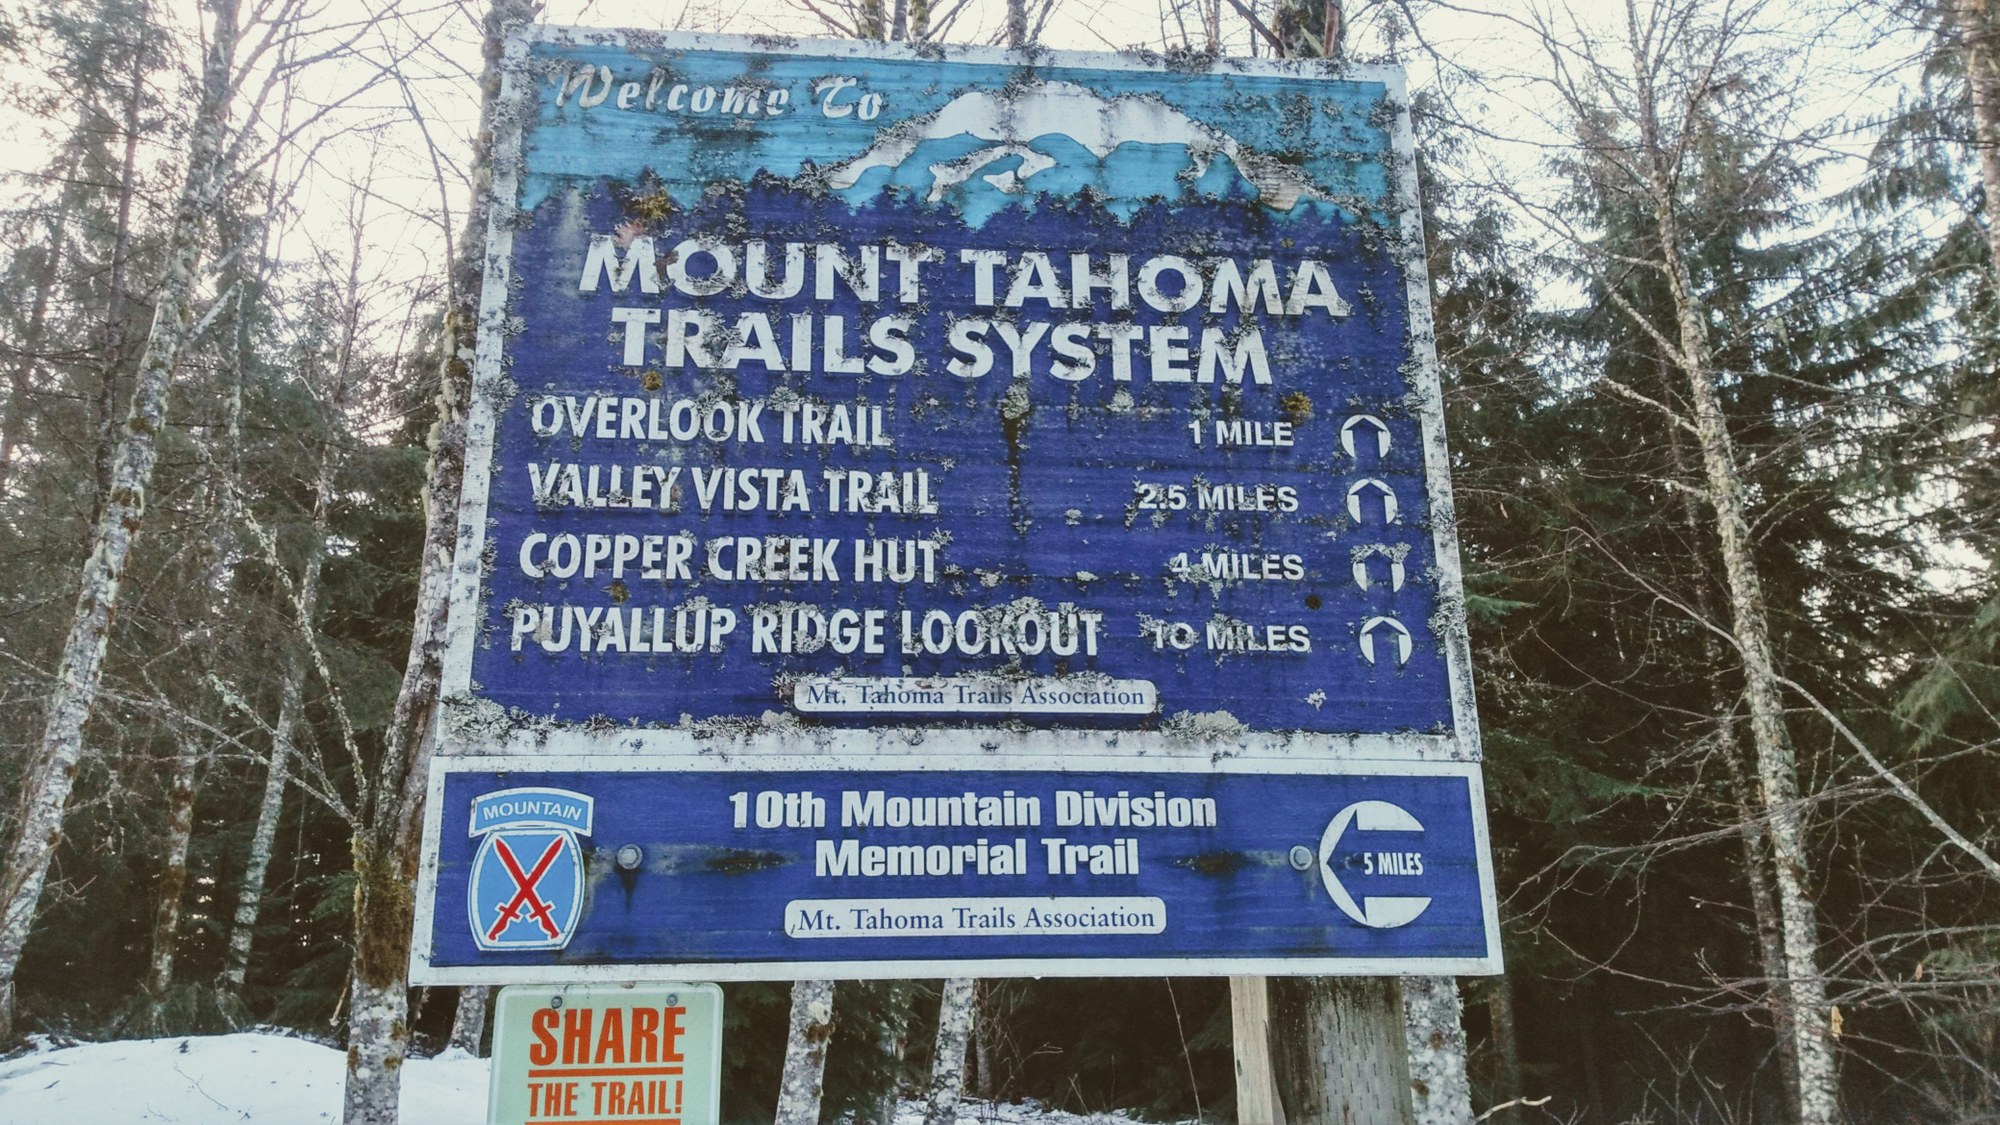 Welcome To
MOUNT TAHOMA
TRAILS SYSTEM
OVERLOOK TRAIL 1 MILE
VALLEY VISTA TRAIL 2.5 MILES
COPPER CREEK HUT 4 MILES
PUYALLUP RIDGE LOOKOUT 10 MILES
Mt. Tahoma Trails Association
MOUNTAIN
10th Mountain Division
Memorial Trail
5 MILES
Mt. Tahoma Trails Association
SHARE
THE TRAIL!